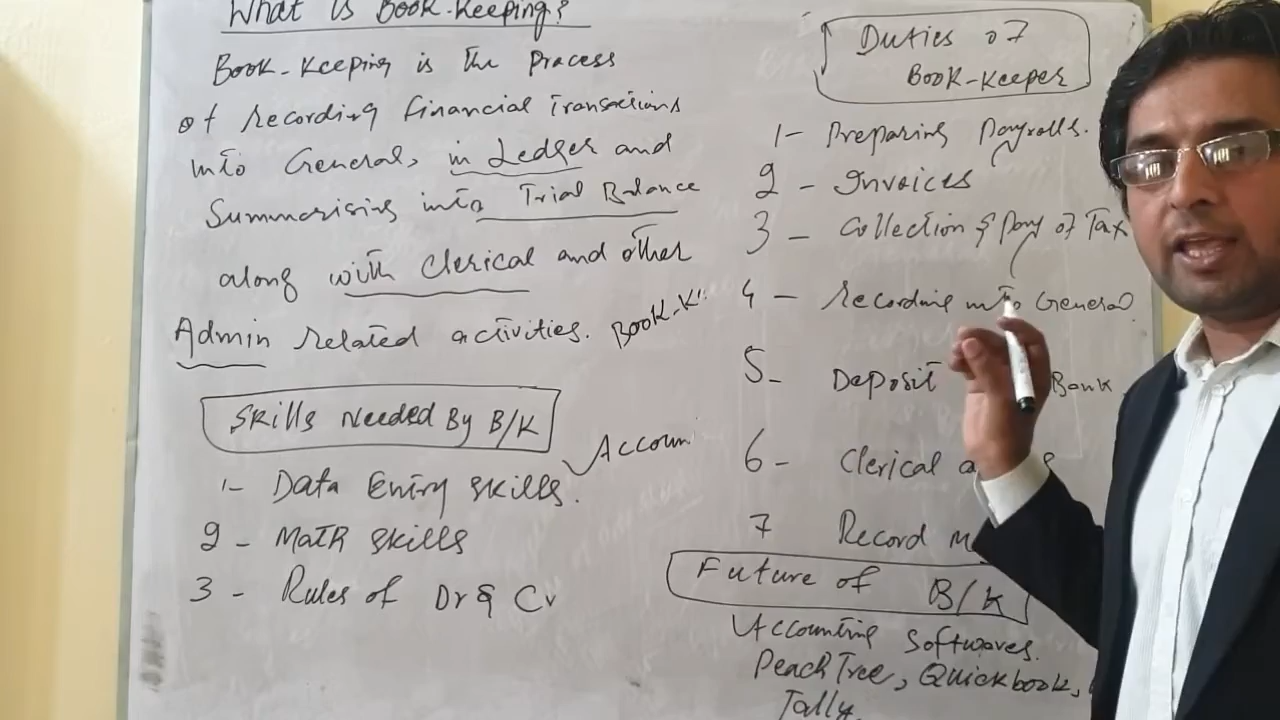 What is Book-Keeping?
Book-Keeping is the Process
of recording financial Transactions
into General, in Ledger and
Summarising into Trial Balance
along with Clerical and other
Admin related activities. Book-K
Skills Needed By B/K
Accoun
1- Data Entry skills.
2 - Math skills
3 - Rules of Dr & Cr
Duties of
Book-Keeper
1- Preparing Payrolls.
2 - Invoices
3 - Collection & Pay of Tax
4 - Recording into General
5- Deposit Bank
6- Clerical
7 Record
Future of
B/K
Accounting Softwares.
PeachTree, Quickbook,
Tally